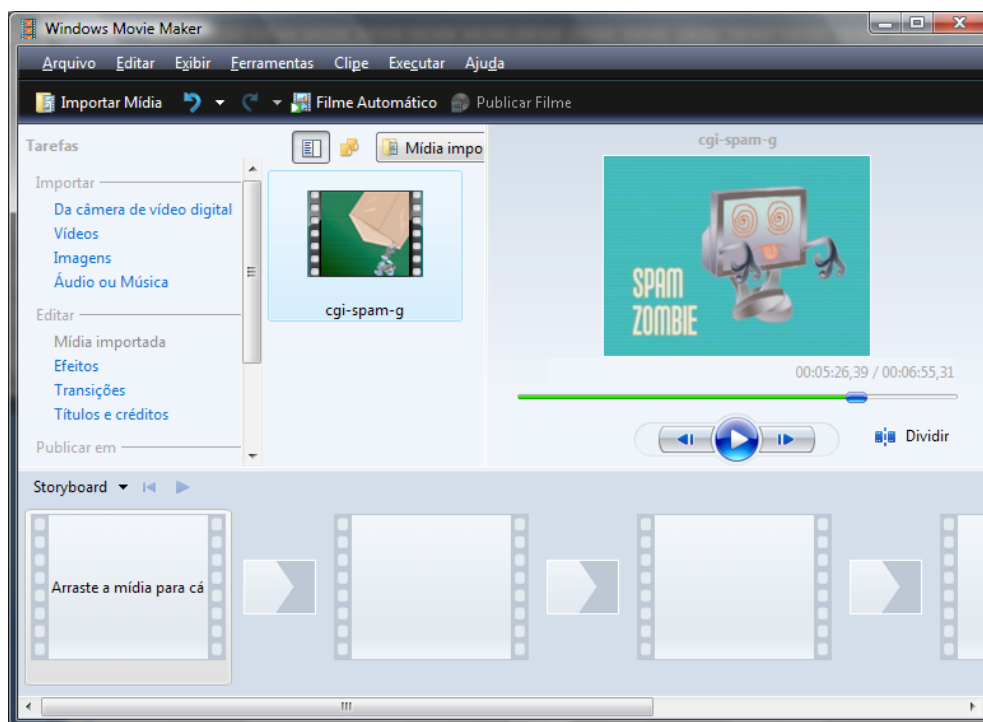 Windows Movie Maker
Arquivo Editar Exibir Ferramentas Clipe Executar Ajuda
Importar Mídia Filme Automático Publicar Filme
Tarefas
Mídia impo
Importar
Da câmera de vídeo digital
Vídeos
Imagens
Áudio ou Música
Editar
Mídia importada
Efeitos
Transições
Títulos e créditos
Publicar em
cgi-spam-g
cgi-spam-g
SPAM
ZOMBIE
00:05:26,39 / 00:06:55,31
Dividir
Storyboard
Arraste a mídia para cá